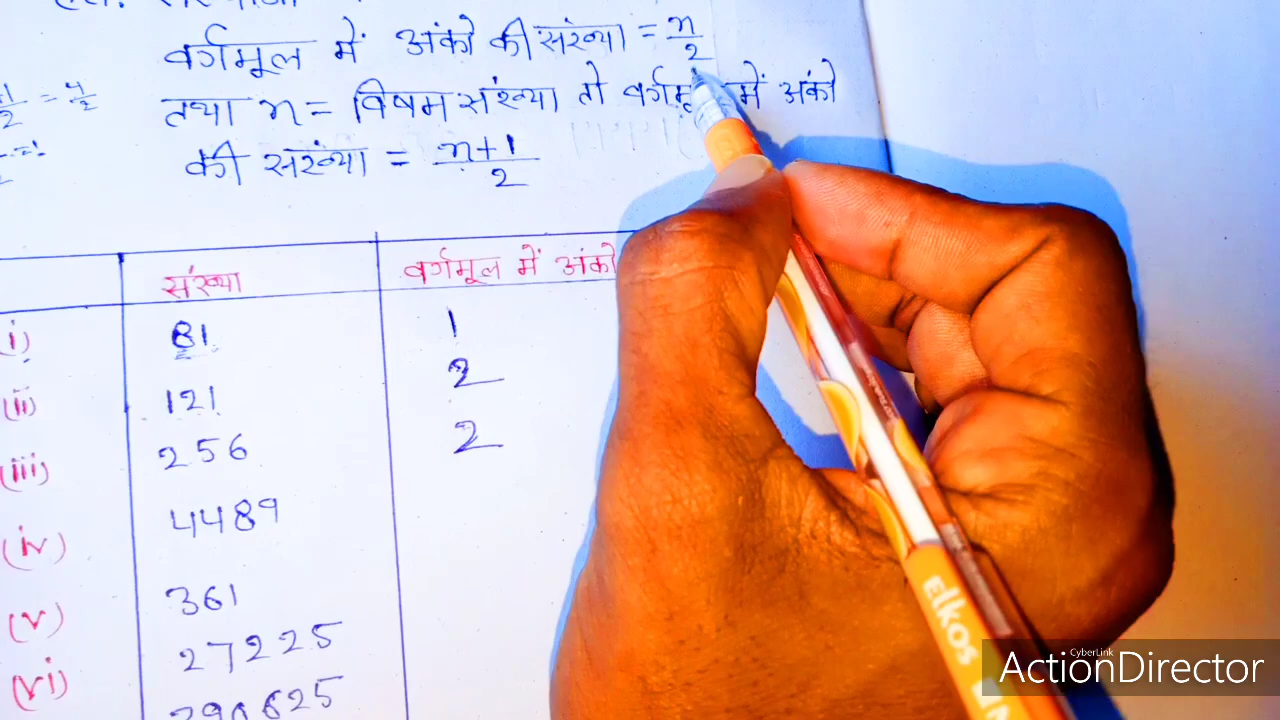 वर्गमूल में अंको की संख्या = n/2
तथा n = विषम संख्या तो वर्गमू में अंको
की संख्या = n+1/2
संख्या वर्गमूल में अंको
(i) 81 1
(ii) 121 2
(iii) 256 2
(iv) 4489
(v) 361
(vi) 27225
elkos
CyberLink
ActionDirector